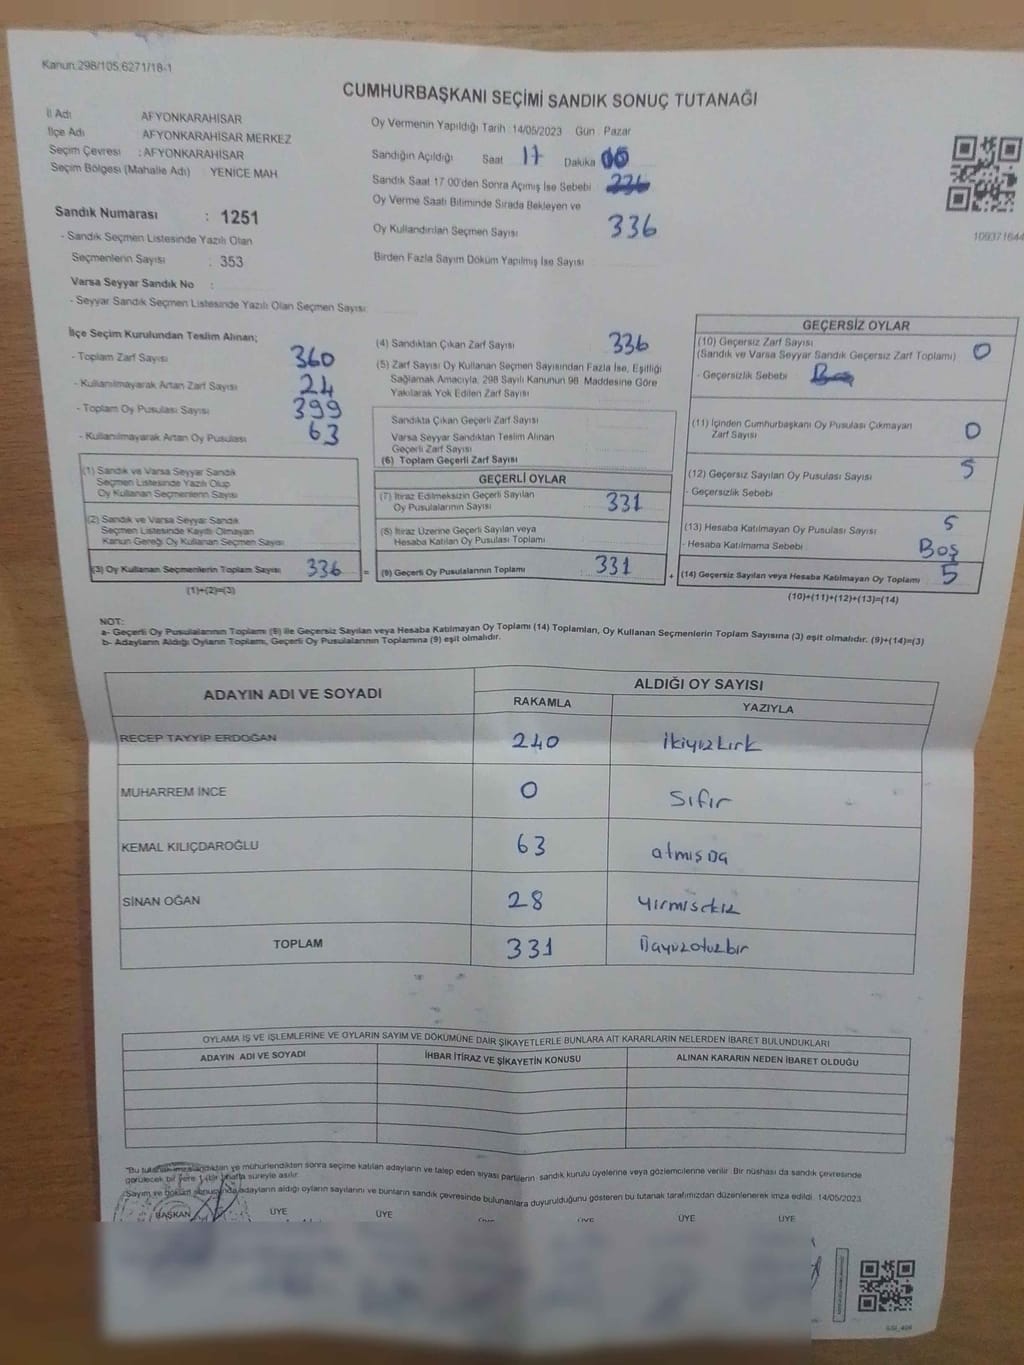 Kanun.298/105,6271/18-1
CUMHURBAŞKANI SEÇİMİ SANDIK SONUÇ TUTANAĞI
İl Adı AFYONKARAHİSAR
İlçe Adı AFYONKARAHİSAR MERKEZ
Seçim Çevresi : AFYONKARAHİSAR
Seçim Bölgesi (Mahalle Adı) : YENİCE MAH
Sandık Numarası : 1251
- Sandık Seçmen Listesinde Yazılı Olan
Seçmenlerin Sayısı : 353
Varsa Seyyar Sandık No :
- Seyyar Sandık Seçmen Listesinde Yazılı Olan Seçmen Sayısı
Oy Vermenin Yapıldığı Tarih : 14/05/2023 Gün : Pazar
Sandığın Açıldığı Saat 17 Dakika
Sandık Saat 17:00'den Sonra Açımış İse Sebebi
Oy Verme Saati Bitiminde Sırada Bekleyen ve
Oy Kullandırılan Seçmen Sayısı 336
Birden Fazla Sayım Döküm Yapılmış İse Sayısı
109371644
İlçe Seçim Kurulundan Teslim Alınan;
- Toplam Zarf Sayısı 360
- Kullanılmayarak Artan Zarf Sayısı 24
- Toplam Oy Pusulası Sayısı 399
- Kullanılmayarak Artan Oy Pusulası 63
(1) Sandık ve Varsa Seyyar Sandık
Seçmen Listesinde Yazılı Olup
Oy Kullanan Seçmenlerin Sayısı
(2) Sandık ve Varsa Seyyar Sandık
Seçmen Listesinde Kayıtlı Olmayan
Kanun Gereği Oy Kullanan Seçmen Sayısı
(3) Oy Kullanan Seçmenlerin Toplam Sayısı 336 =
(1)+(2)=(3)
(4) Sandıktan Çıkan Zarf Sayısı 336
(5) Zarf Sayısı Oy Kullanan Seçmen Sayısından Fazla İse, Eşitliği
Sağlamak Amacıyla, 298 Sayılı Kanunun 98. Maddesine Göre
Yakılarak Yok Edilen Zarf Sayısı
Sandıkta Çıkan Geçerli Zarf Sayısı
Varsa Seyyar Sandıktan Teslim Alınan
Geçerli Zarf Sayısı
(6) Toplam Geçerli Zarf Sayısı
GEÇERLİ OYLAR
(7) İtiraz Edilmeksizin Geçerli Sayılan
Oy Pusulalarının Sayısı 331
(8) İtiraz Üzerine Geçerli Sayılan veya
Hesaba Katılan Oy Pusulası Toplamı
(9) Geçerli Oy Pusulalarının Toplamı 331 +
GEÇERSİZ OYLAR
(10) Geçersiz Zarf Sayısı
(Sandık ve Varsa Seyyar Sandık Geçersiz Zarf Toplamı) 0
- Geçersizlik Sebebi
(11) İçinden Cumhurbaşkanı Oy Pusulası Çıkmayan
Zarf Sayısı 0
(12) Geçersiz Sayılan Oy Pusulası Sayısı 5
- Geçersizlik Sebebi
(13) Hesaba Katılmayan Oy Pusulası Sayısı 5
- Hesaba Katılmama Sebebi Boş
(14) Geçersiz Sayılan veya Hesaba Katılmayan Oy Toplamı 5
(10)+(11)+(12)+(13)=(14)
NOT:
a- Geçerli Oy Pusulalarının Toplamı (9) ile Geçersiz Sayılan veya Hesaba Katılmayan Oy Toplamı (14) Toplamları, Oy Kullanan Seçmenlerin Toplam Sayısına (3) eşit olmalıdır. (9)+(14)=(3)
b- Adayların Aldığı Oyların Toplamı, Geçerli Oy Pusulalarının Toplamına (9) eşit olmalıdır.
ADAYIN ADI VE SOYADI ALDIĞI OY SAYISI
RAKAMLA YAZIYLA
RECEP TAYYİP ERDOĞAN 240 ikiyüzkırk
MUHARREM İNCE 0 Sıfır
KEMAL KILIÇDAROĞLU 63 atmışüç
SİNAN OĞAN 28 yirmisekiz
TOPLAM 331 Üçyüzotuzbir
OYLAMA İŞ VE İŞLEMLERİNE VE OYLARIN SAYIM VE DÖKÜMÜNE DAİR ŞİKAYETLERLE BUNLARA AİT KARARLARIN NELERDEN İBARET BULUNDUKLARI
ADAYIN ADI VE SOYADI İHBAR İTİRAZ VE ŞİKAYETİN KONUSU ALINAN KARARIN NEDEN İBARET OLDUĞU
"Bu tutanak imzalandıktan ve mühürlendikten sonra seçime katılan adayların ve talep eden siyasi partilerin sandık kurulu üyelerine veya gözlemcilerine verilir. Bir nüshası da sandık çevresinde
görülecek bir yere 1 (bir) hafta süreyle asılır.
Sayım ve döküm sonucunda adayların aldığı oyların sayılarını ve bunların sandık çevresinde bulunanlara duyurulduğunu gösteren bu tutanak tarafımızdan düzenlenerek imza edildi. 14/05/2023
BAŞKAN ÜYE ÜYE ÜYE ÜYE ÜYE ÜYE